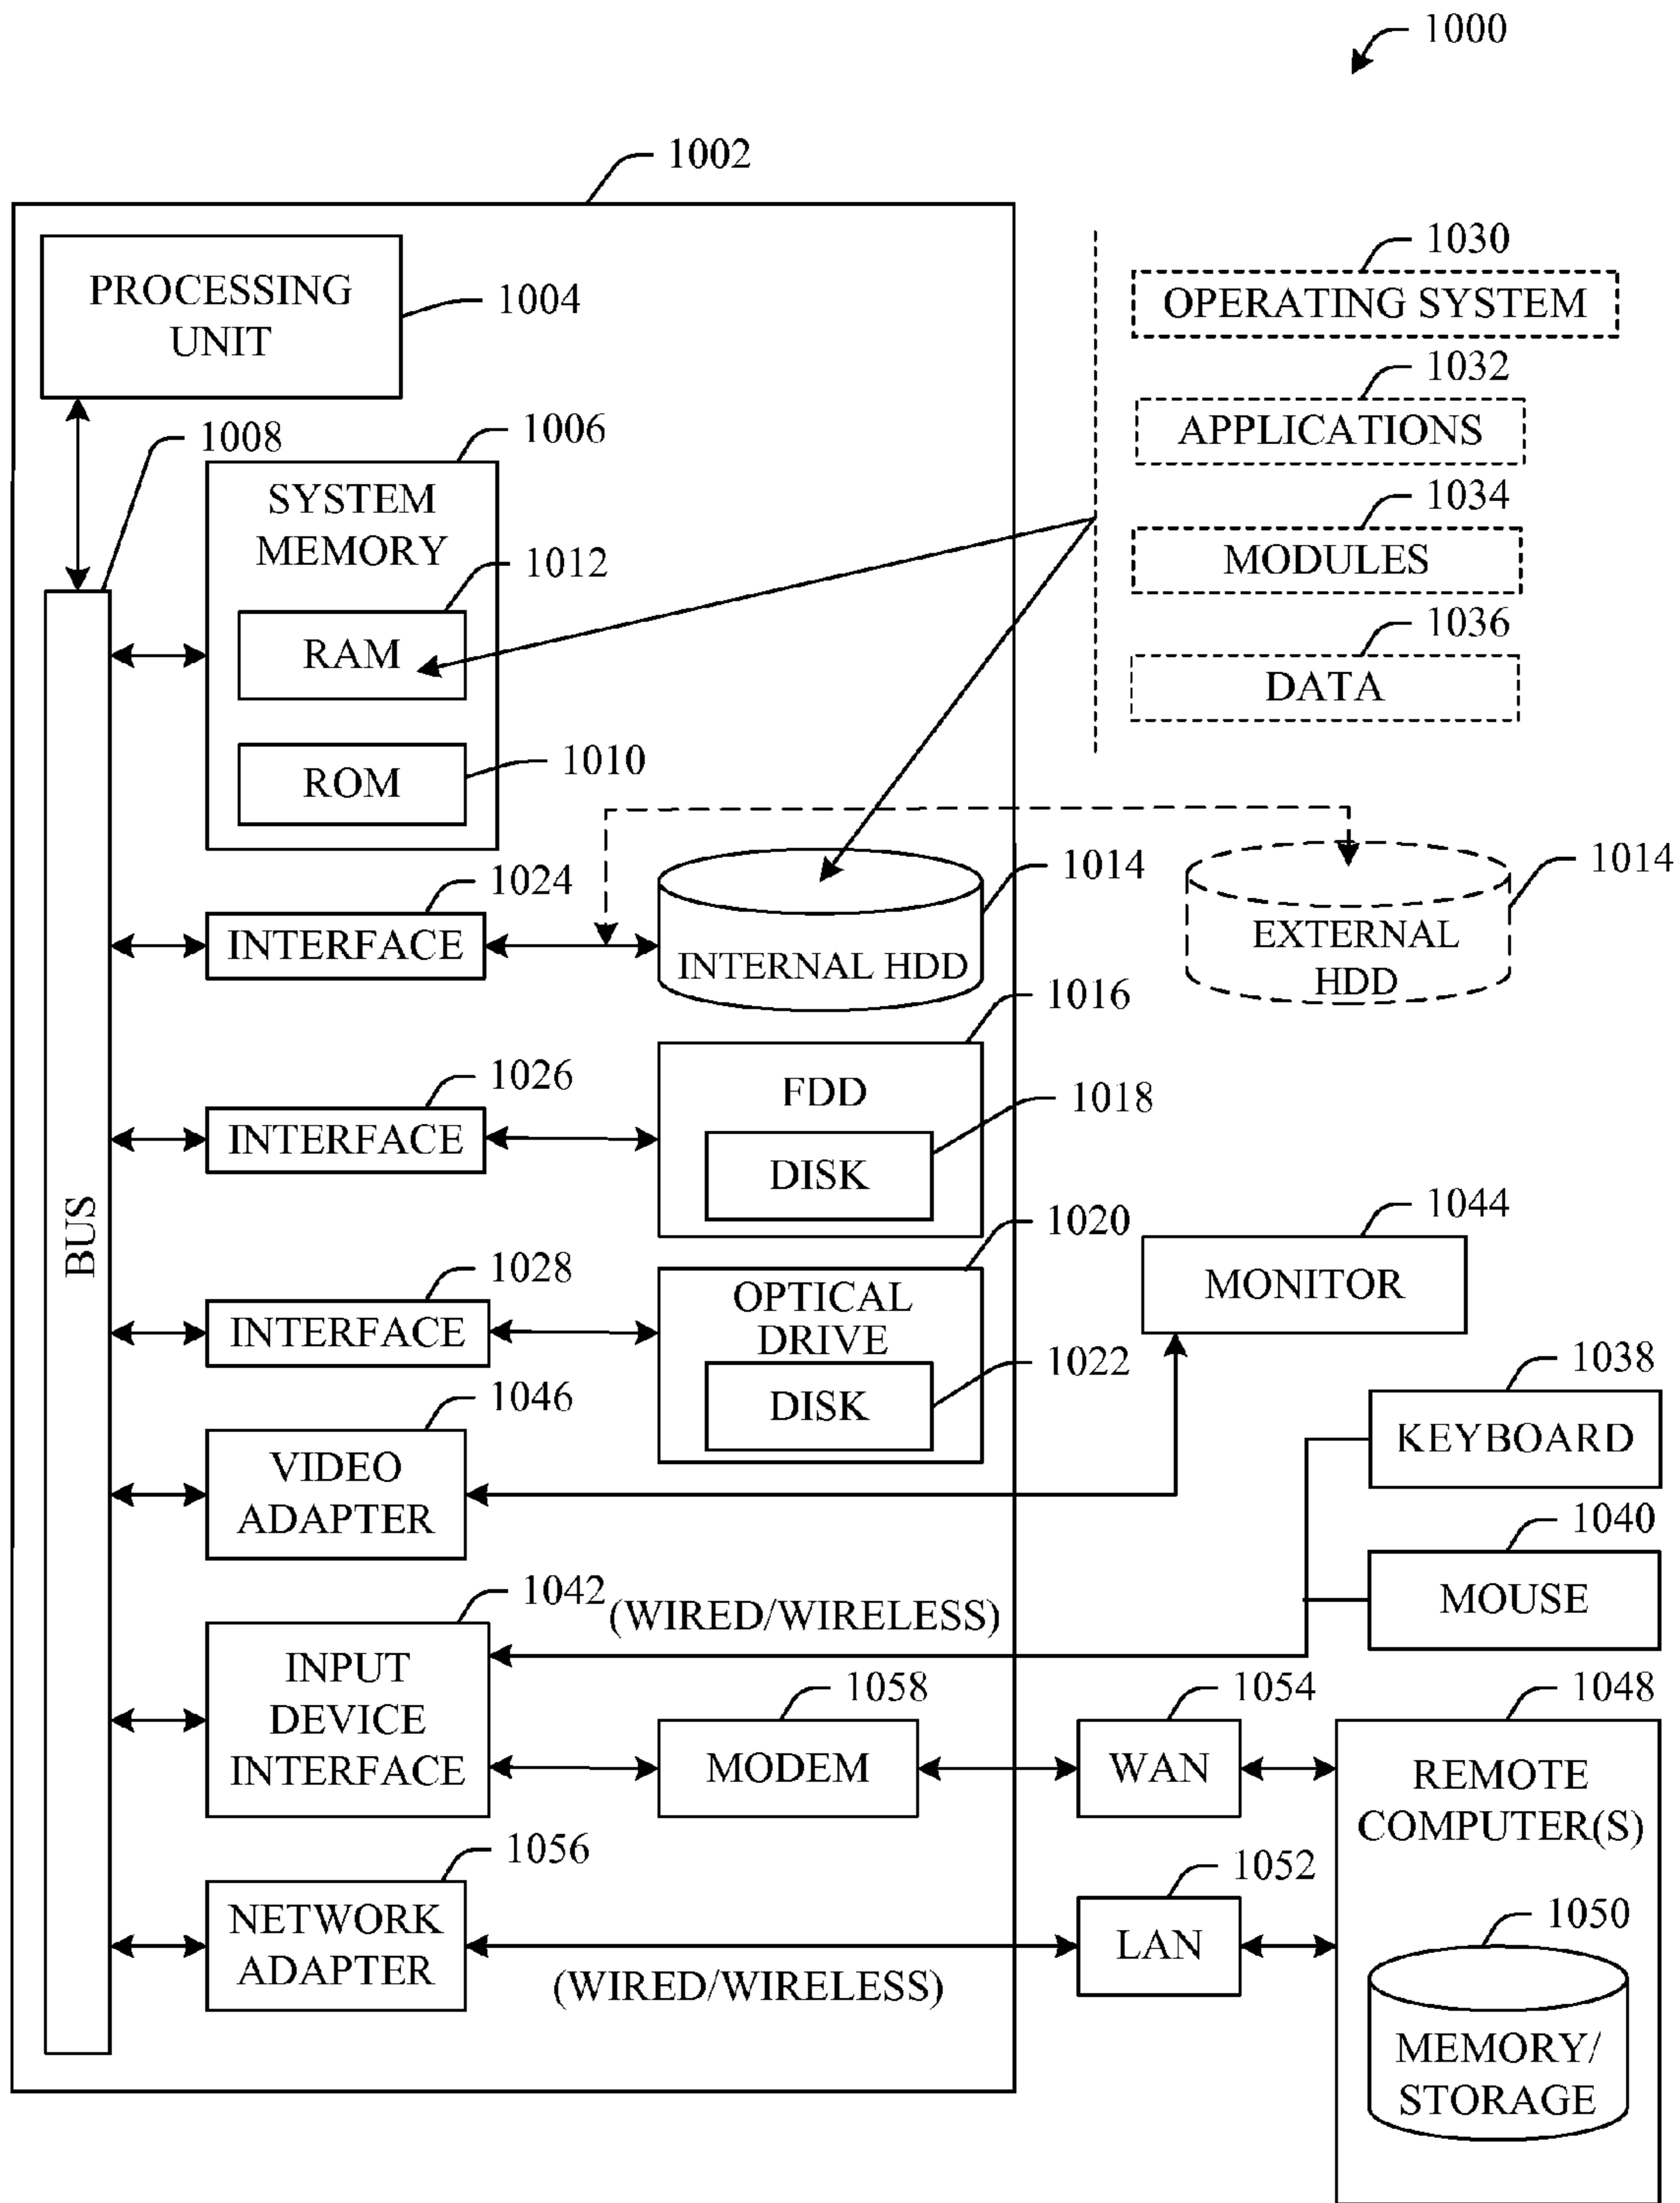 1000
1002
PROCESSING
UNIT
1004
1030
OPERATING SYSTEM
1032
APPLICATIONS
1034
MODULES
1036
DATA
1008
1006
SYSTEM
MEMORY
1012
RAM
1010
ROM
1024
INTERFACE
1014
INTERNAL HDD
1014
EXTERNAL
HDD
1016
FDD
1018
DISK
1026
INTERFACE
BUS
1020
OPTICAL
DRIVE
1022
DISK
1028
INTERFACE
1044
MONITOR
1046
VIDEO
ADAPTER
1038
KEYBOARD
1040
MOUSE
1042
(WIRED/WIRELESS)
INPUT
DEVICE
INTERFACE
1058
MODEM
1054
WAN
1048
REMOTE
COMPUTER(S)
1056
NETWORK
ADAPTER
(WIRED/WIRELESS)
1052
LAN
1050
MEMORY/
STORAGE